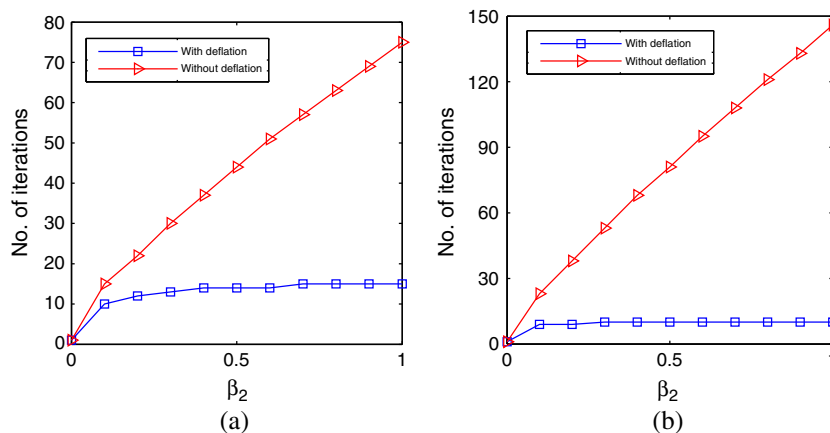 80
70
60
50
40
30
20
10
0
No. of iterations
With deflation
Without deflation
0
0.5
1
β2
(a)
150
120
90
60
30
0
No. of iterations
With deflation
Without deflation
0
0.5
1
β2
(b)